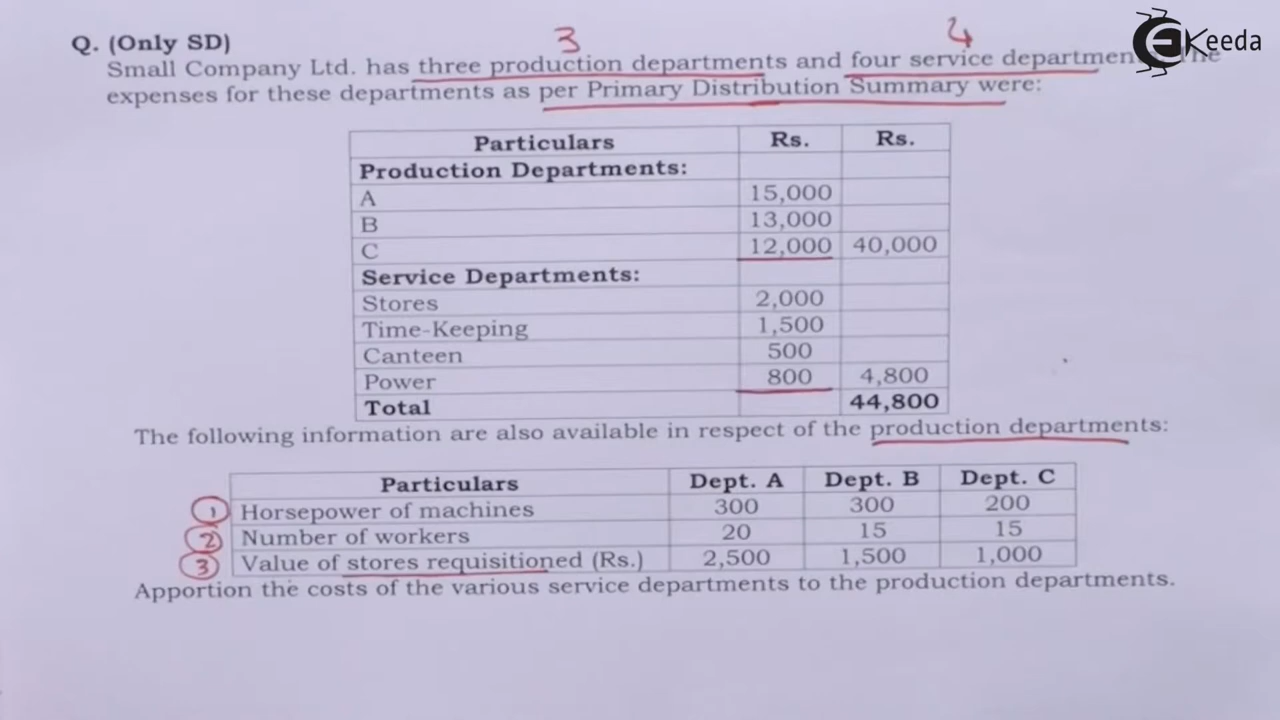 3 4
EKeeda
Q. (Only SD)
Small Company Ltd. has three production departments and four service
expenses for these departments as per Primary Distribution Summary were:
Particulars Rs. Rs.
Production Departments:
A 15,000
B 13,000
C 12,000 40,000
Service Departments:
Stores 2,000
Time-Keeping 1,500
Canteen 500
Power 800 4,800
Total 44,800
The following information are also available in respect of the production departments:
Particulars Dept. A Dept. B Dept. C
1 Horsepower of machines 300 300 200
2 Number of workers 20 15 15
3 Value of stores requisitioned (Rs.) 2,500 1,500 1,000
Apportion the costs of the various service departments to the production departments.